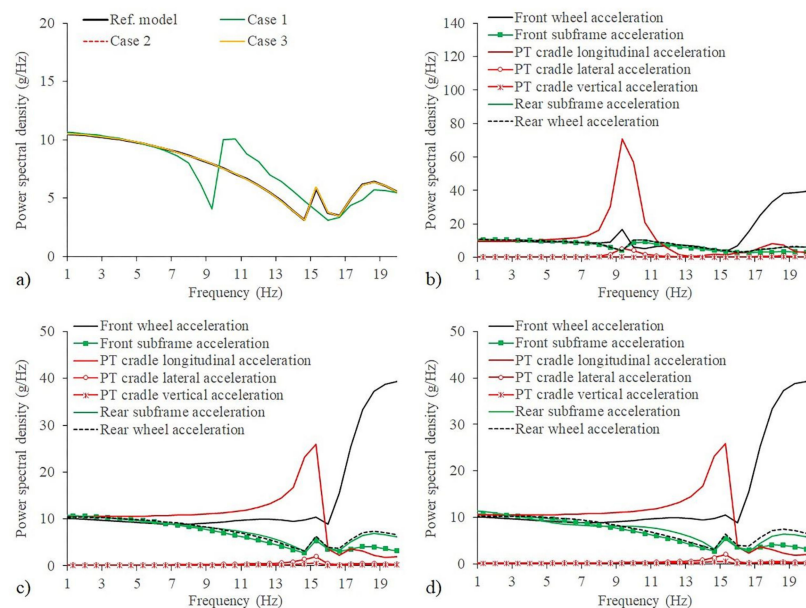 Ref. model
Case 1
Case 2
Case 3
Power spectral density (g/Hz)
20
15
10
5
0
1 3 5 7 9 11 13 15 17 19
Frequency (Hz)
a)
Front wheel acceleration
Front subframe acceleration
PT cradle longitudinal acceleration
PT cradle lateral acceleration
PT cradle vertical acceleration
Rear subframe acceleration
Rear wheel acceleration
Power spectral density (g/Hz)
140
120
100
80
60
40
20
0
1 3 5 7 9 11 13 15 17 19
Frequency (Hz)
b)
Front wheel acceleration
Front subframe acceleration
PT cradle longitudinal acceleration
PT cradle lateral acceleration
PT cradle vertical acceleration
Rear subframe acceleration
Rear wheel acceleration
Power spectral density (g/Hz)
50
40
30
20
10
0
1 3 5 7 9 11 13 15 17 19
Frequency (Hz)
c)
Front wheel acceleration
Front subframe acceleration
PT cradle longitudinal acceleration
PT cradle lateral acceleration
PT cradle vertical acceleration
Rear subframe acceleration
Rear wheel acceleration
Power spectral density (g/Hz)
50
40
30
20
10
0
1 3 5 7 9 11 13 15 17 19
Frequency (Hz)
d)